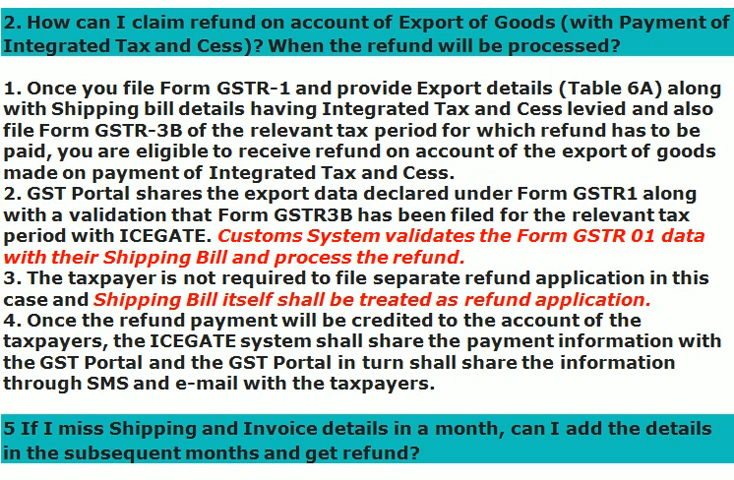 2. How can I claim refund on account of Export of Goods (with Payment of
Integrated Tax and Cess)? When the refund will be processed?
1. Once you file Form GSTR-1 and provide Export details (Table 6A) along
with Shipping bill details having Integrated Tax and Cess levied and also
file Form GSTR-3B of the relevant tax period for which refund has to be
paid, you are eligible to receive refund on account of the export of goods
made on payment of Integrated Tax and Cess.
2. GST Portal shares the export data declared under Form GSTR1 along
with a validation that Form GSTR3B has been filed for the relevant tax
period with ICEGATE. Customs System validates the Form GSTR 01 data
with their Shipping Bill and process the refund.
3. The taxpayer is not required to file separate refund application in this
case and Shipping Bill itself shall be treated as refund application.
4. Once the refund payment will be credited to the account of the
taxpayers, the ICEGATE system shall share the payment information with
the GST Portal and the GST Portal in turn shall share the information
through SMS and e-mail with the taxpayers.
5 If I miss Shipping and Invoice details in a month, can I add the details
in the subsequent months and get refund?